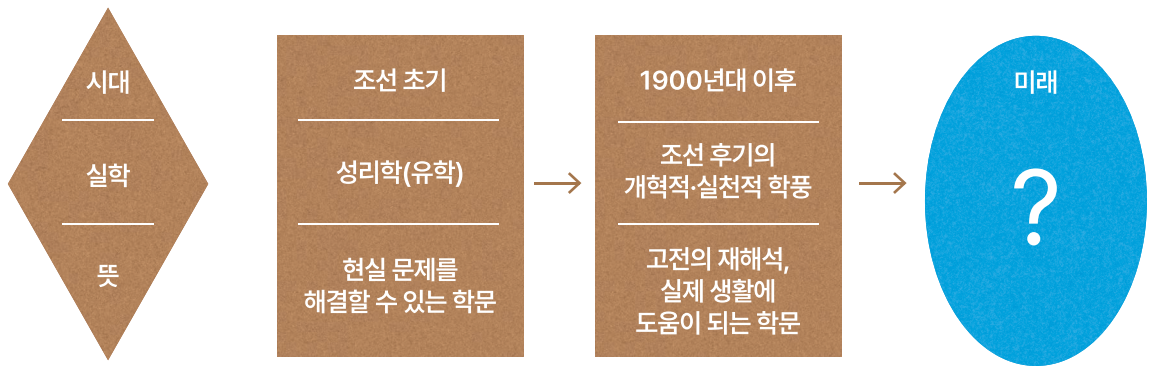 시대
실학
뜻
조선 초기
성리학(유학)
현실 문제를
해결할 수 있는 학문
1900년대 이후
조선 후기의
개혁적·실천적 학풍
고전의 재해석,
실제 생활에
도움이 되는 학문
미래
?